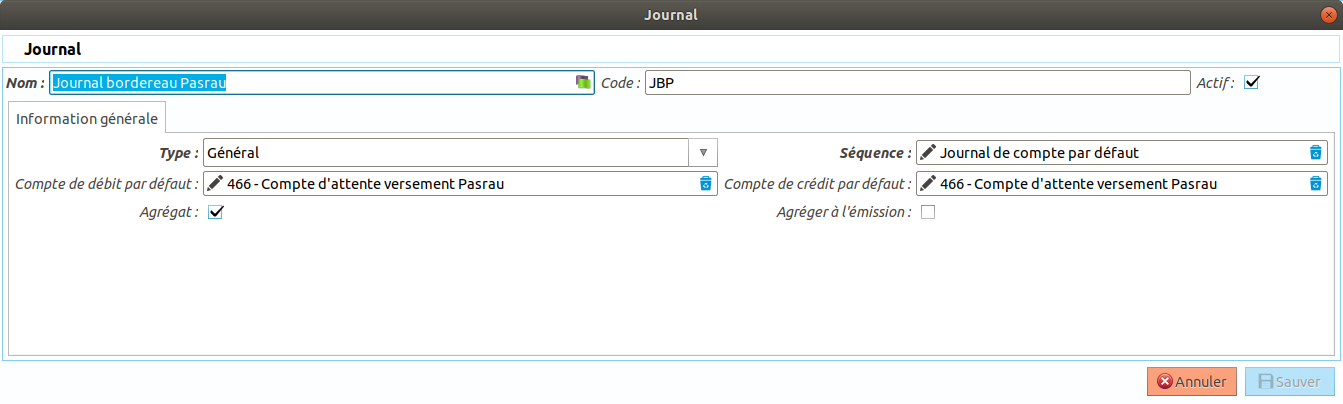 Journal
Journal
Nom : Journal bordereau Pasrau Code : JBP Actif :
Information générale
Type : Général Séquence : Journal de compte par défaut
Compte de débit par défaut : 466 - Compte d'attente versement Pasrau Compte de crédit par défaut : 466 - Compte d'attente versement Pasrau
Agrégat : Agréger à l'émission :
Annuler Sauver